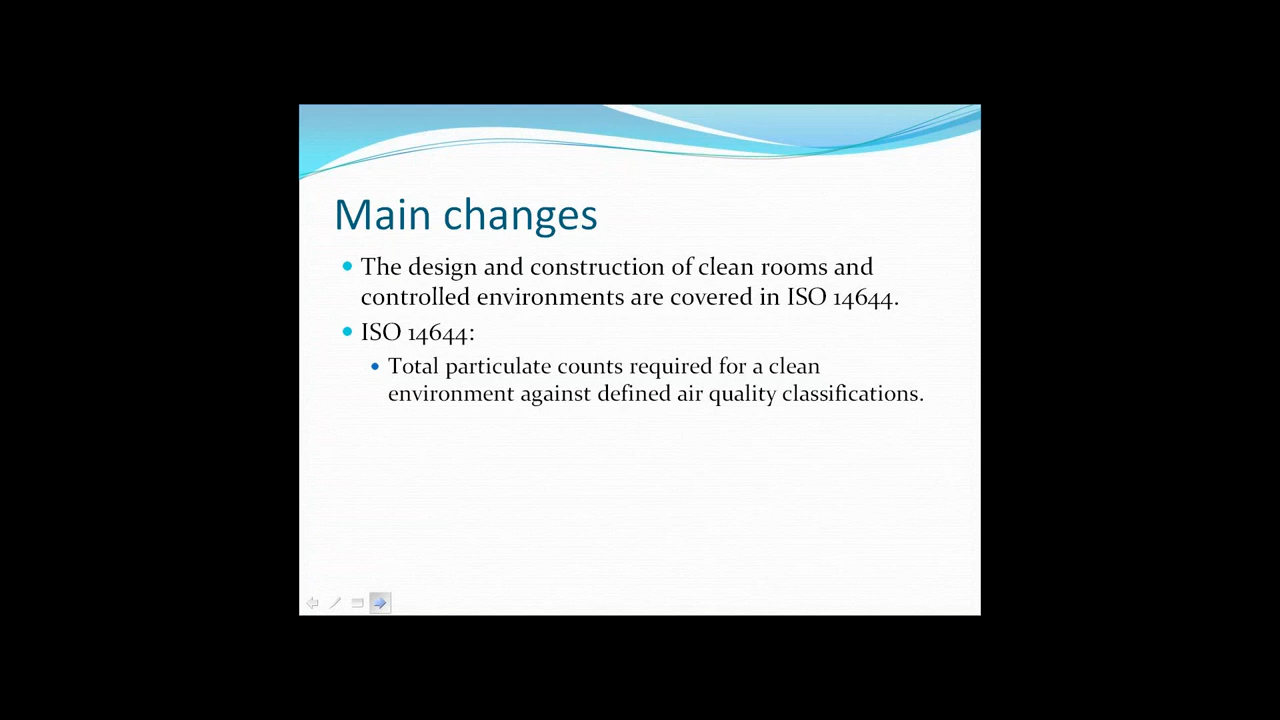 Main changes
The design and construction of clean rooms and
controlled environments are covered in ISO 14644.
ISO 14644:
Total particulate counts required for a clean
environment against defined air quality classifications.